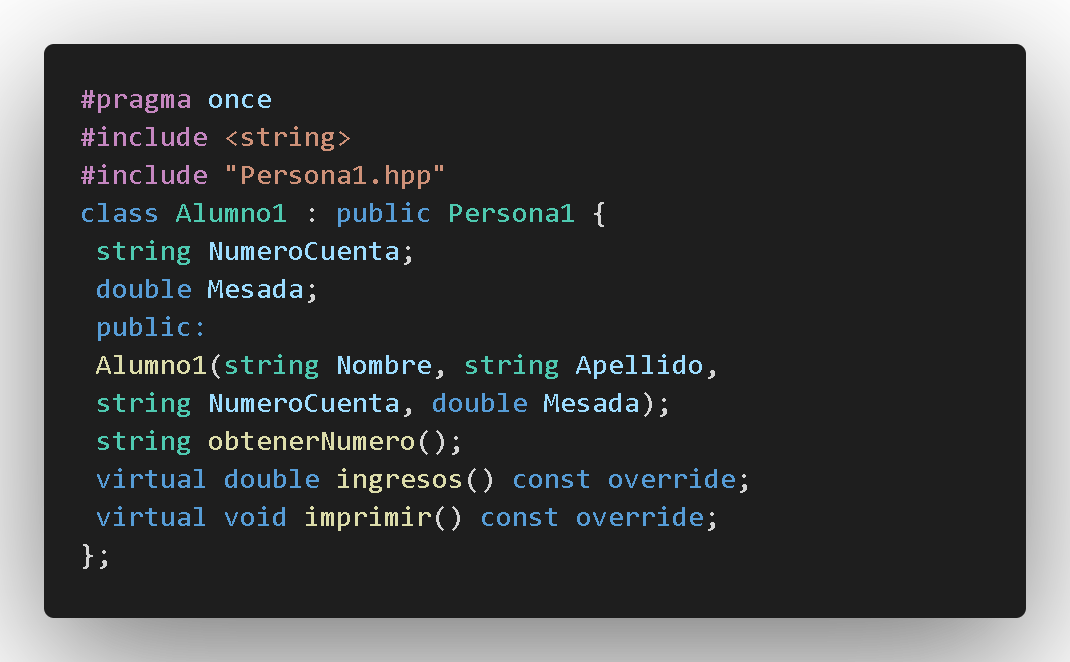 #pragma once
#include <string>
#include "Persona1.hpp"
class Alumno1 : public Persona1 {
 string NumeroCuenta;
 double Mesada;
 public:
 Alumno1(string Nombre, string Apellido,
 string NumeroCuenta, double Mesada);
 string obtenerNumero();
 virtual double ingresos() const override;
 virtual void imprimir() const override;
};